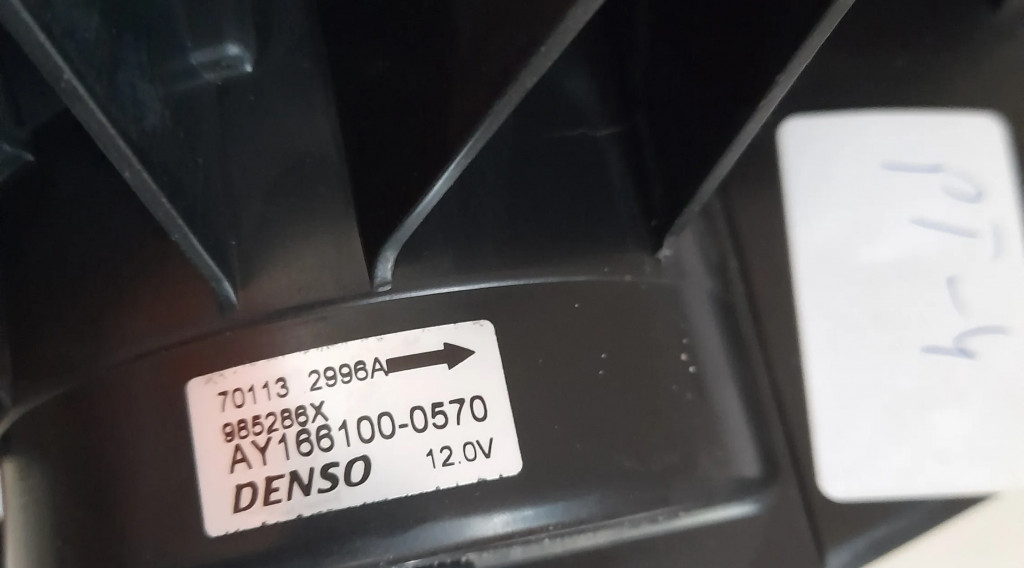 70113 2996A
985286X
AY166100-0570
DENSO 12.0V